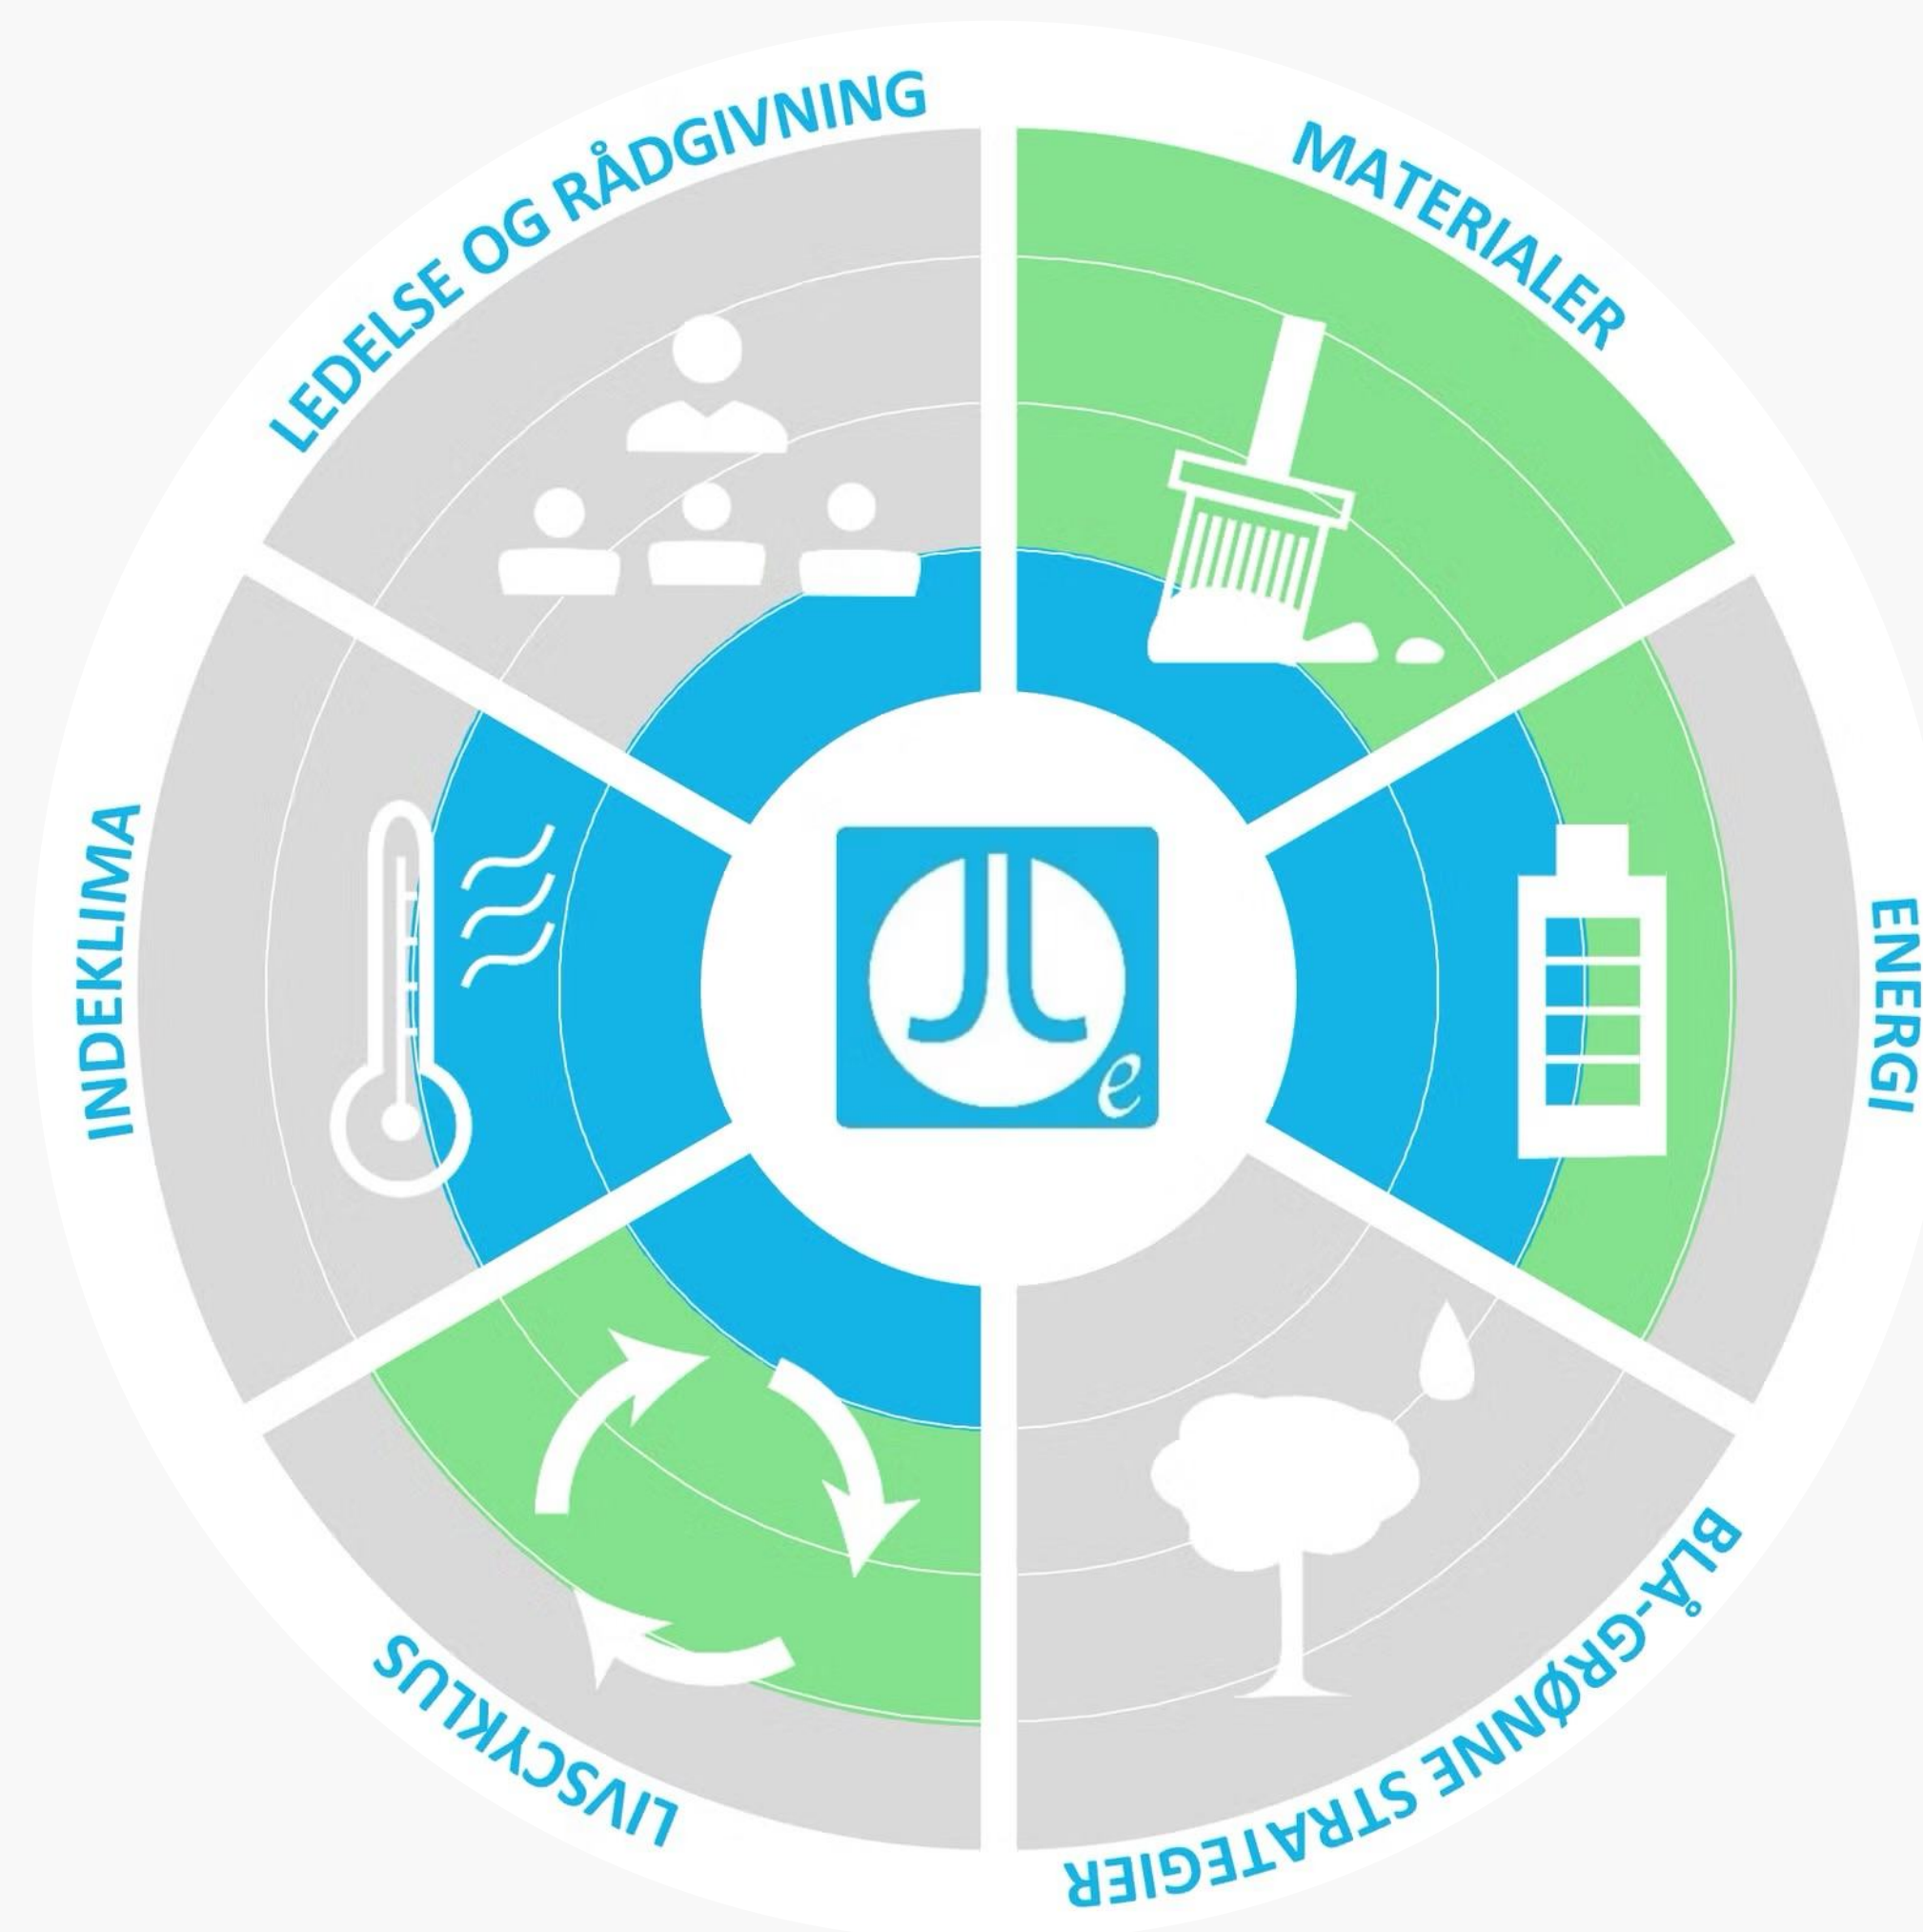 LEDELSE OG RÅDGIVNING
MATERIALER
ENERGI
BLÅ-GRØNNE STRATEGIER
LIVSCYKLUS
INDEKLIMA
e